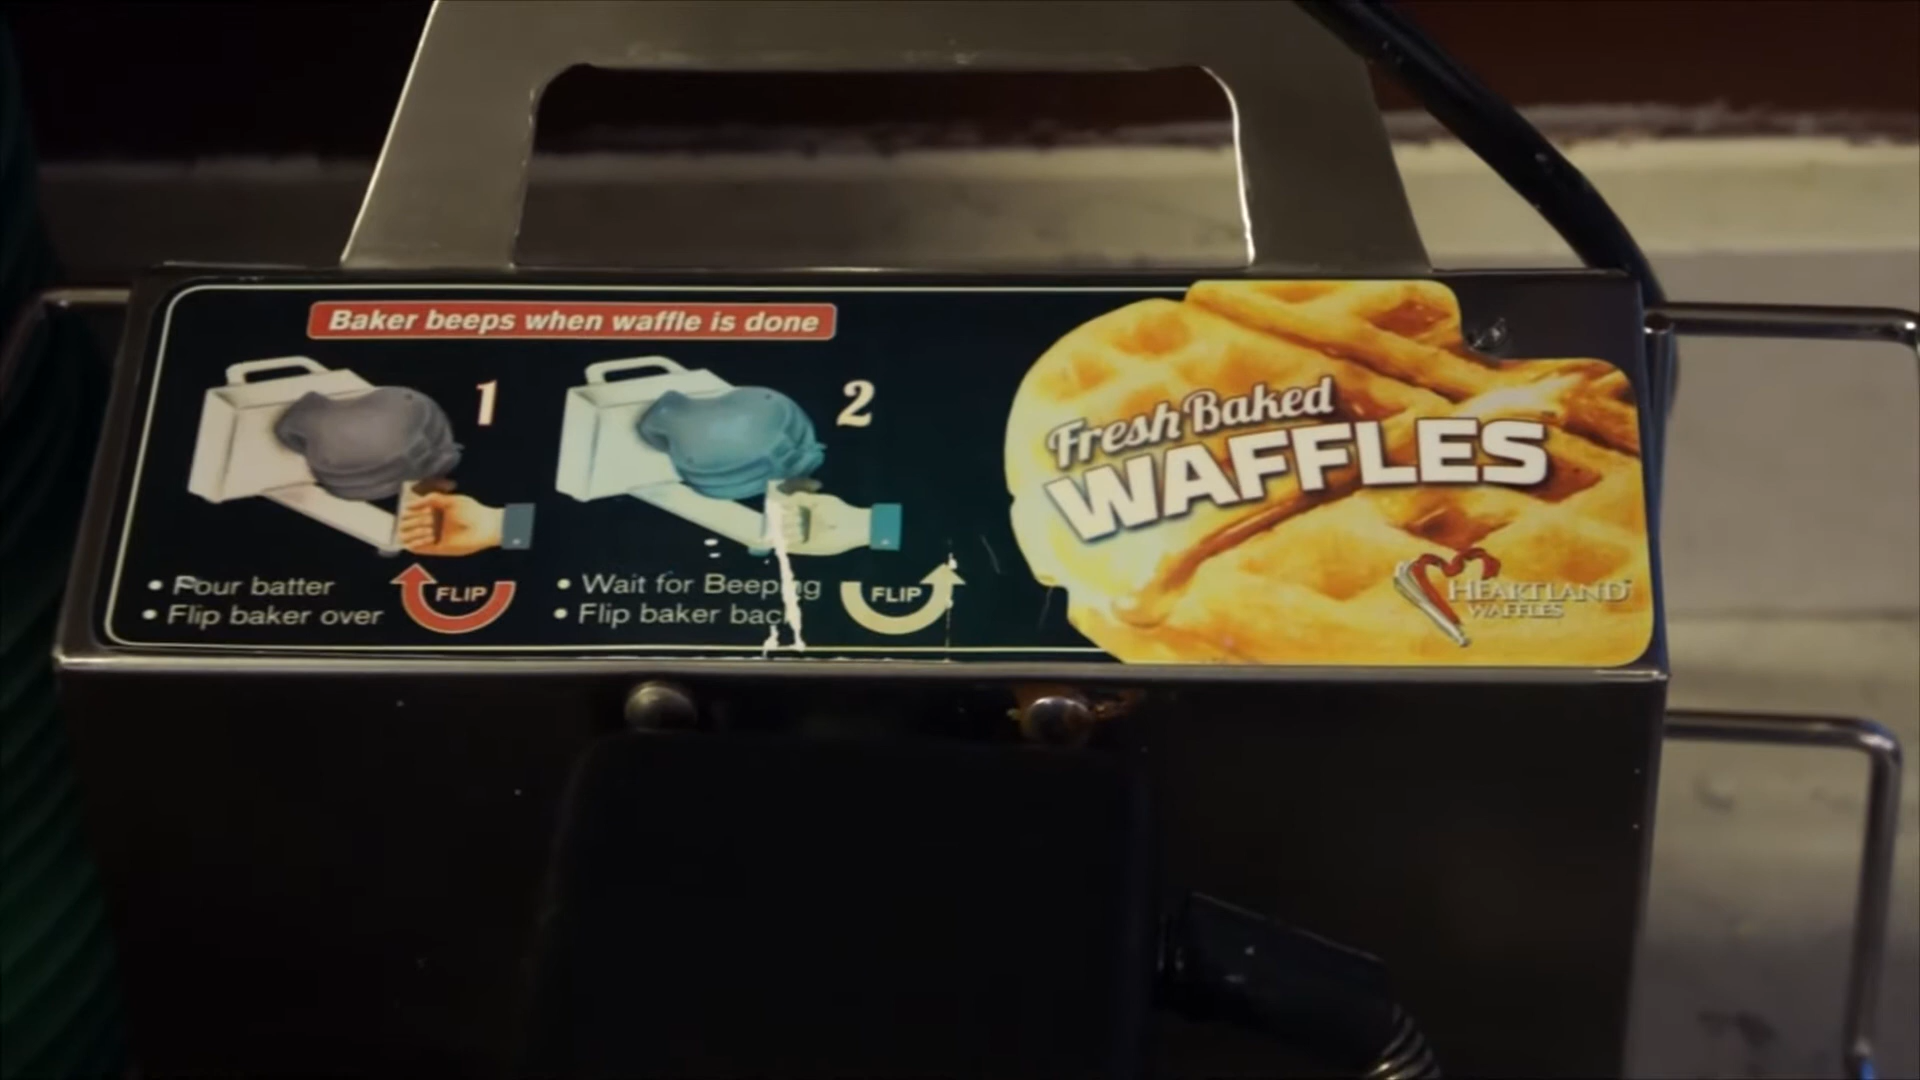 Baker beeps when waffle is done
1
• Pour batter
• Flip baker over
FLIP
2
• Wait for Beeping
• Flip baker back
FLIP
Fresh Baked
WAFFLES™
HEARTLAND
WAFFLES